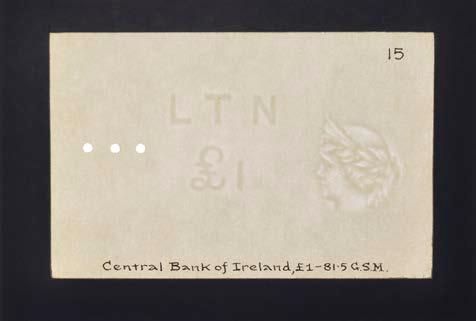 15
LTN
£1
Central Bank of Ireland, £1-81·5 G.S.M.